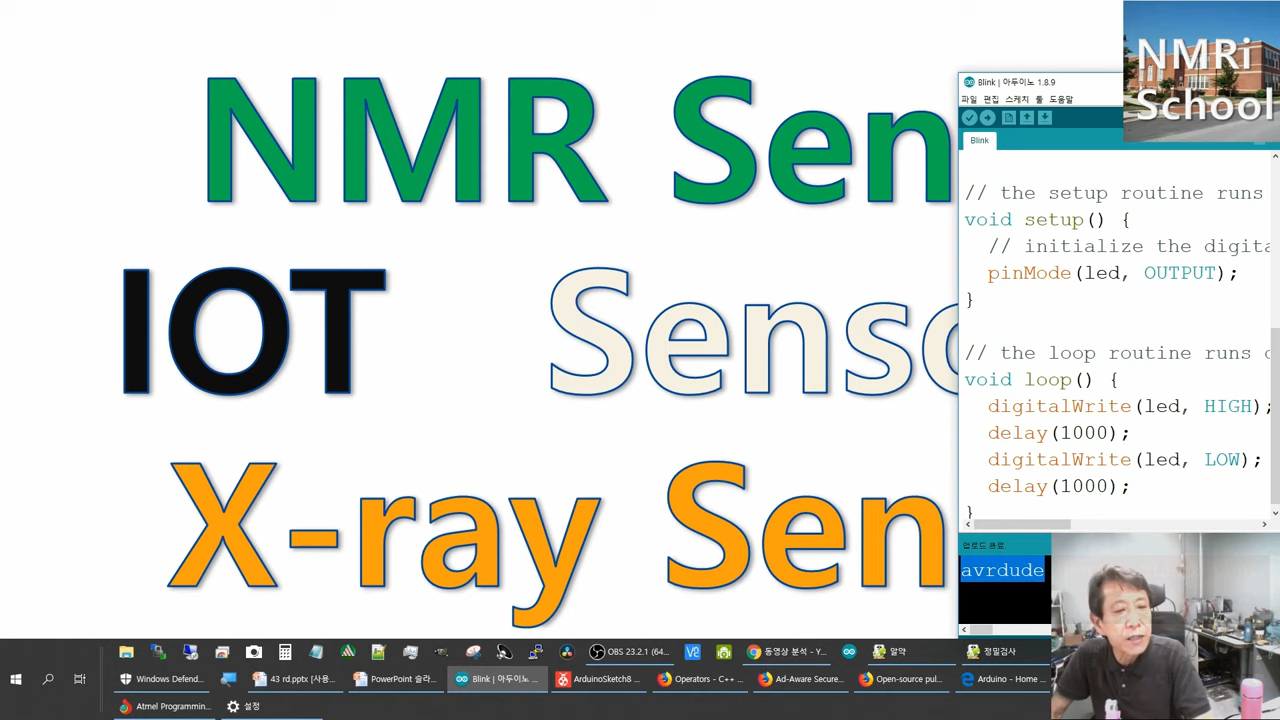 NMR Sen
IOT Senso
X-ray Sen
NMRi
School
Blink | 아두이노 1.8.9
파일 편집 스케치 툴 도움말
Blink
// the setup routine runs
void setup() {
// initialize the digita
pinMode(led, OUTPUT);
}
// the loop routine runs o
void loop() {
digitalWrite(led, HIGH);
delay(1000);
digitalWrite(led, LOW);
delay(1000);
}
업로드 완료.
avrdude
OBS 23.2.1 (64...
동영상 분석 - Y...
알약
정밀검사
Windows Defend...
43 rd.pptx [사용...
PowerPoint 슬라...
Blink | 아두이노 ...
ArduinoSketch8
Operators - C++ ...
Ad-Aware Secure...
Open-source pul...
Arduino - Home ...
Atmel Programmin...
설정